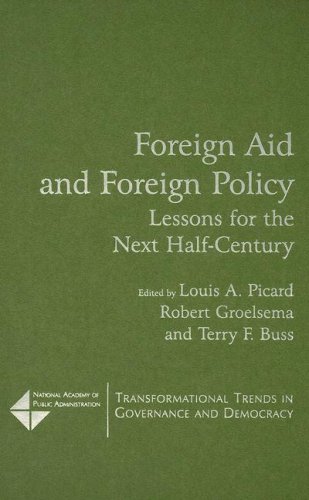 Foreign Aid
and Foreign Policy
Lessons for the
Next Half-Century
Edited by Louis A. Picard
Robert Groelsema
and Terry F. Buss
National Academy of
Public Administration
Transformational Trends in
Governance and Democracy